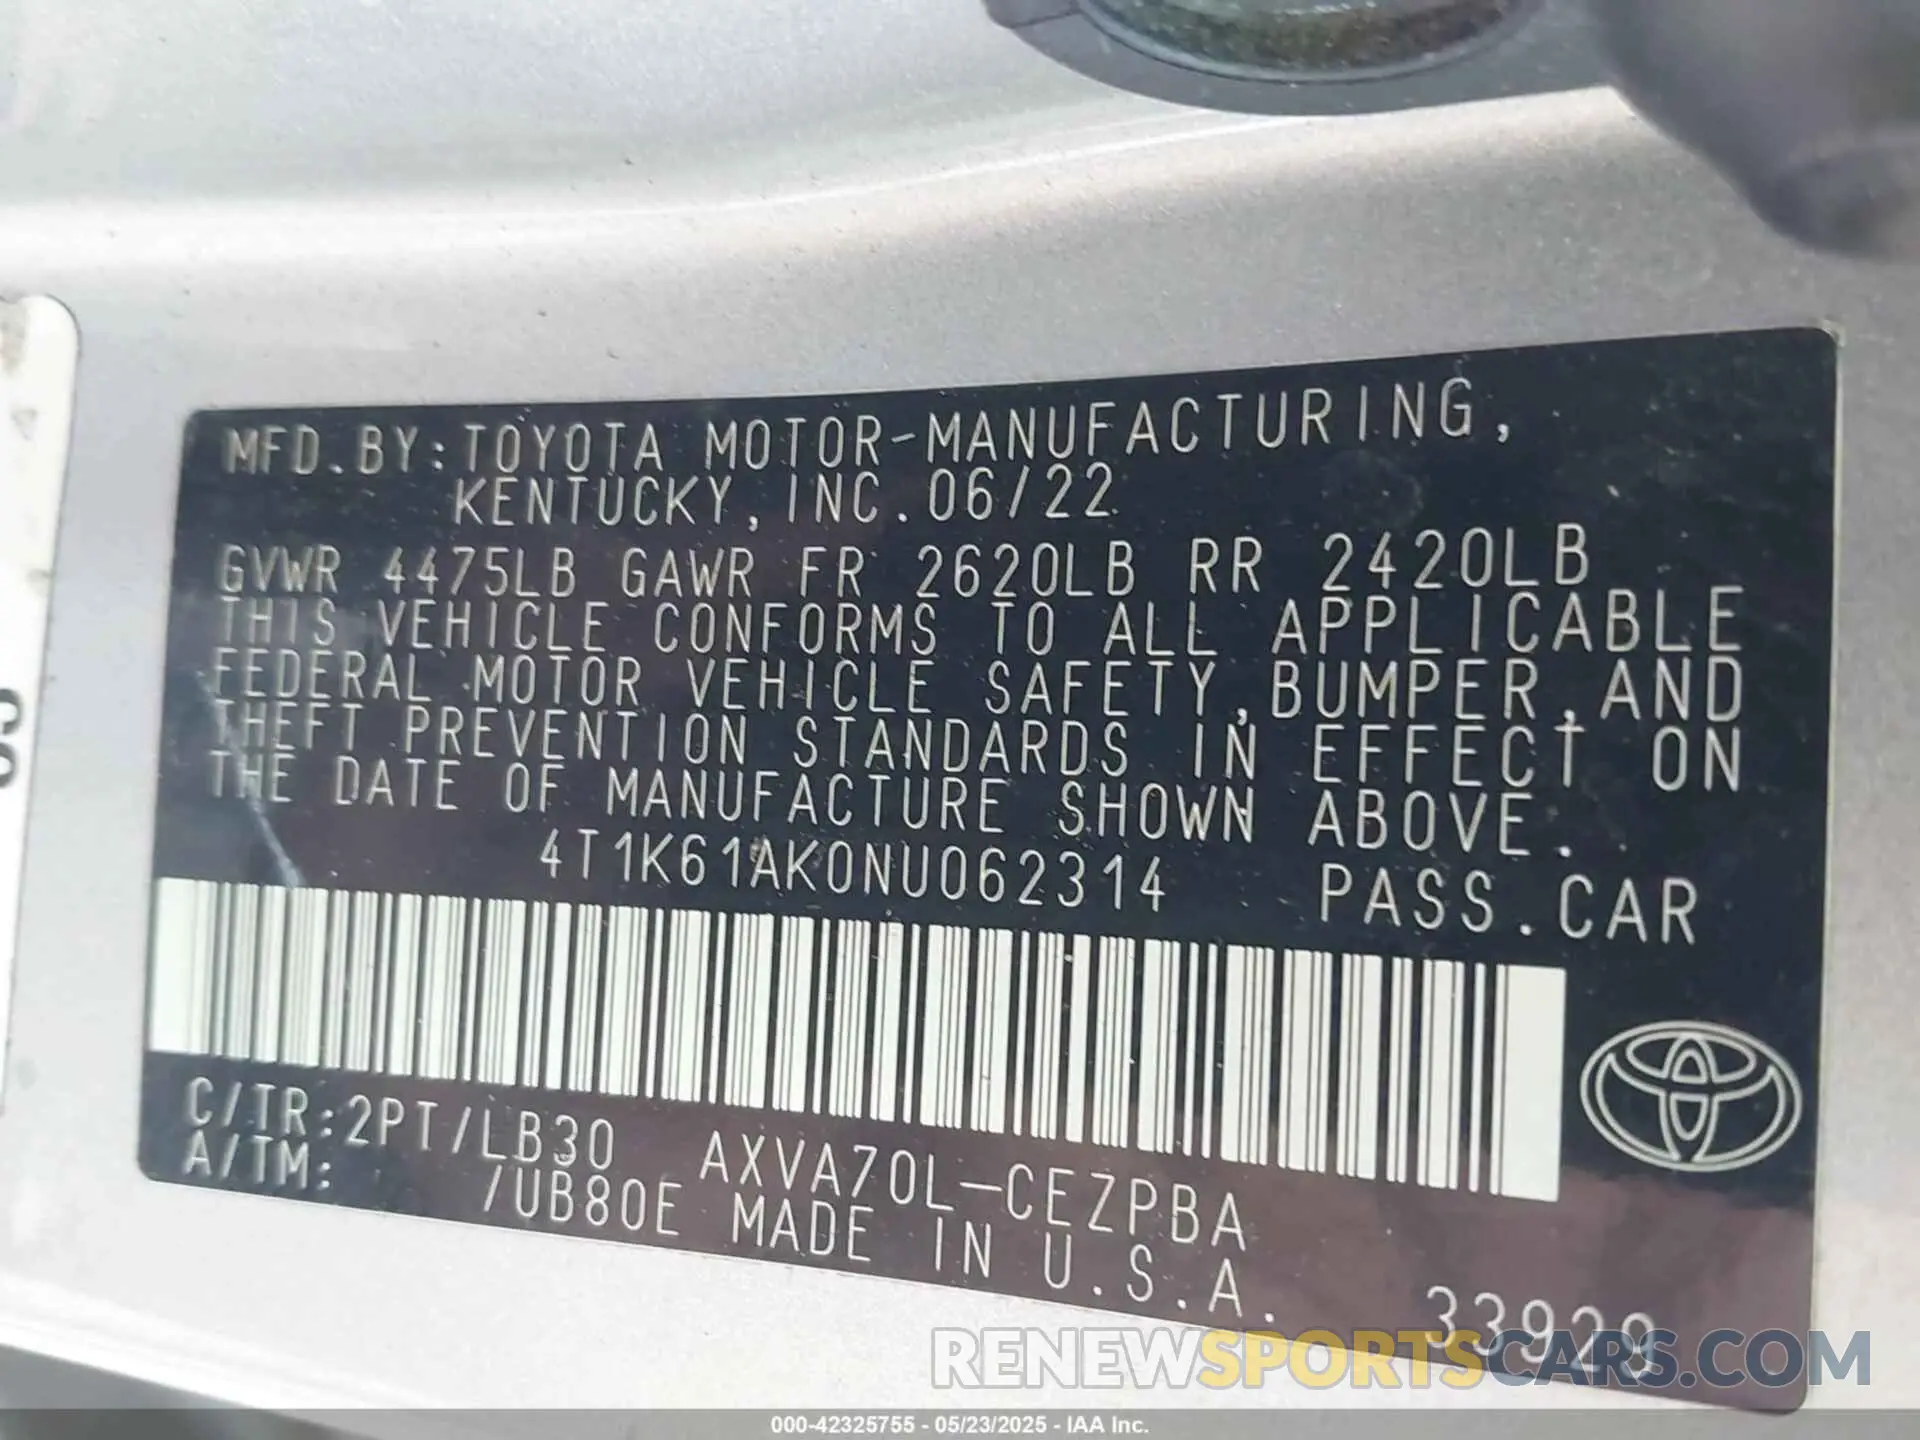 MFD.BY:TOYOTA MOTOR-MANUFACTURING,
KENTUCKY, INC. 06/22
GVWR 4475LB GAWR FR 2620LB RR 2420LB
THIS VEHICLE CONFORMS TO ALL APPLICABLE
FEDERAL MOTOR VEHICLE SAFETY,BUMPER,AND
THEFT PREVENTION STANDARDS IN EFFECT ON
THE DATE OF MANUFACTURE SHOWN ABOVE.
4T1K61AK0NU062314 PASS.CAR
C/TR:2PT/LB30 AXVA70L-CEZPBA
A/TM: /UB80E MADE IN U.S.A.
33929
RENEWSPORTSCARS.COM
000-42325755 - 05/23/2025 - IAA Inc.